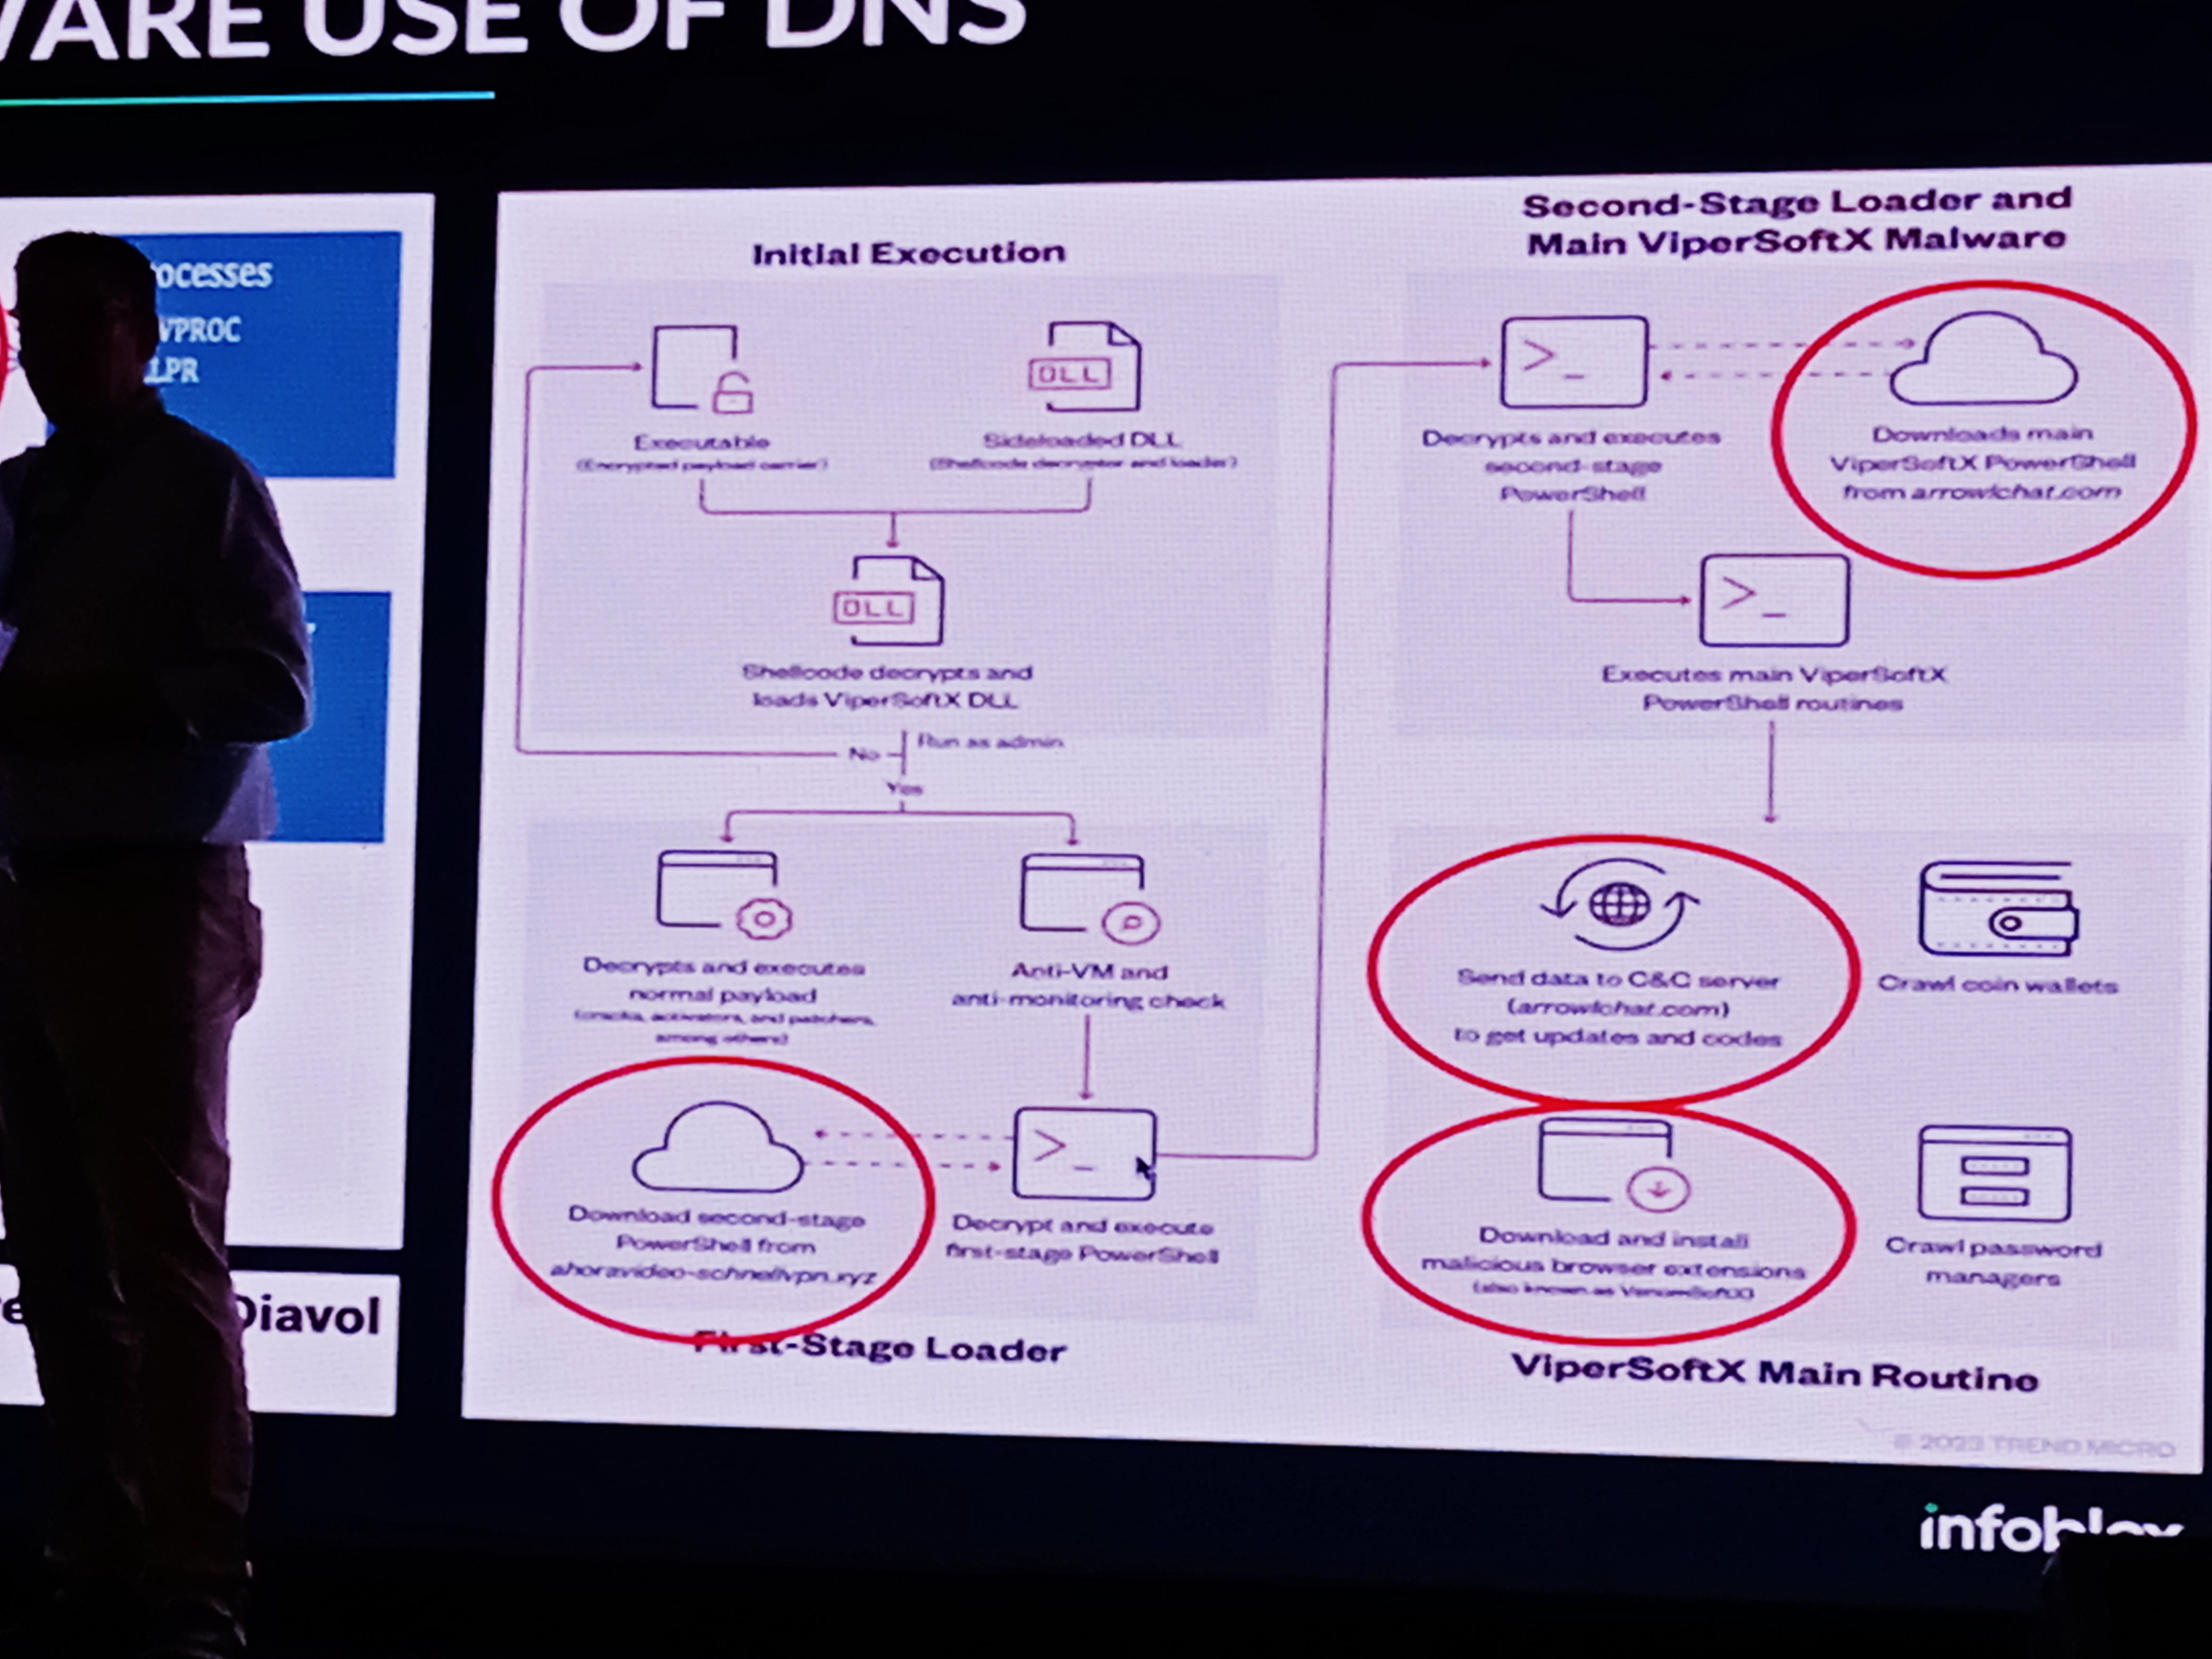 WARE USE OF DNS
ocesses
VPROC
LPR
Diavol
Initial Execution
Executable
(Encrypted payload carrier)
DLL
Sideloaded DLL
(Shellcode decryptor and loader)
DLL
Shellcode decrypts and
loads ViperSoftX DLL
Run as admin
No
Yes
Decrypts and executes
normal payload
(cracks, activators, and patchers,
among others)
Anti-VM and
anti-monitoring check
Download second-stage
PowerShell from
ahoravideo-schnellvpn.xyz
Decrypt and execute
first-stage PowerShell
First-Stage Loader
Second-Stage Loader and
Main ViperSoftX Malware
Decrypts and executes
second-stage
PowerShell
Downloads main
ViperSoftX PowerShell
from arrowlchat.com
Executes main ViperSoftX
PowerShell routines
Send data to C&C server
(arrowlchat.com)
to get updates and codes
Crawl coin wallets
Download and install
malicious browser extensions
(also known as VenomSoftX)
Crawl password
managers
ViperSoftX Main Routine
© 2023 TREND MICRO
infoblox